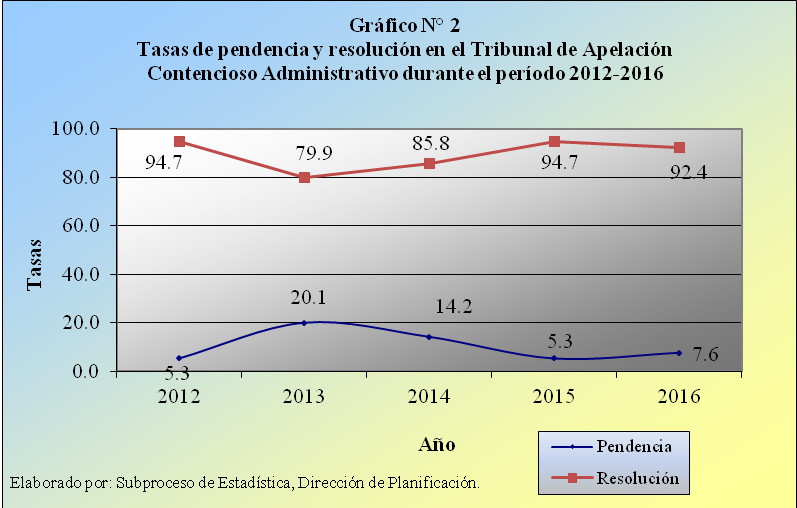 Gráfico N° 2
Tasas de pendencia y resolución en el Tribunal de Apelación
Contencioso Administrativo durante el período 2012-2016
100.0
80.0
60.0
40.0
20.0
0.0
Tasas
94.7
79.9
85.8
94.7
92.4
5.3
20.1
14.2
5.3
7.6
2012
2013
2014
2015
2016
Año
Pendencia
Resolución
Elaborado por: Subproceso de Estadística, Dirección de Planificación.